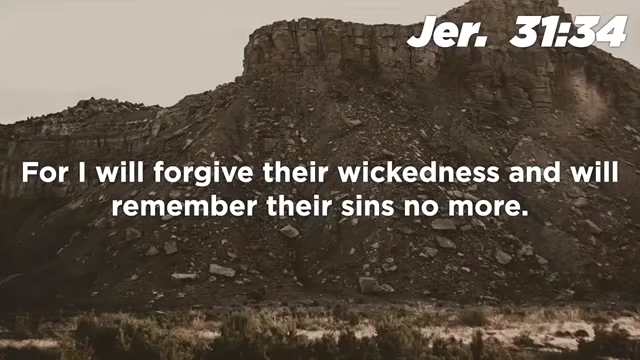 Jer. 31:34
For I will forgive their wickedness and will
remember their sins no more.